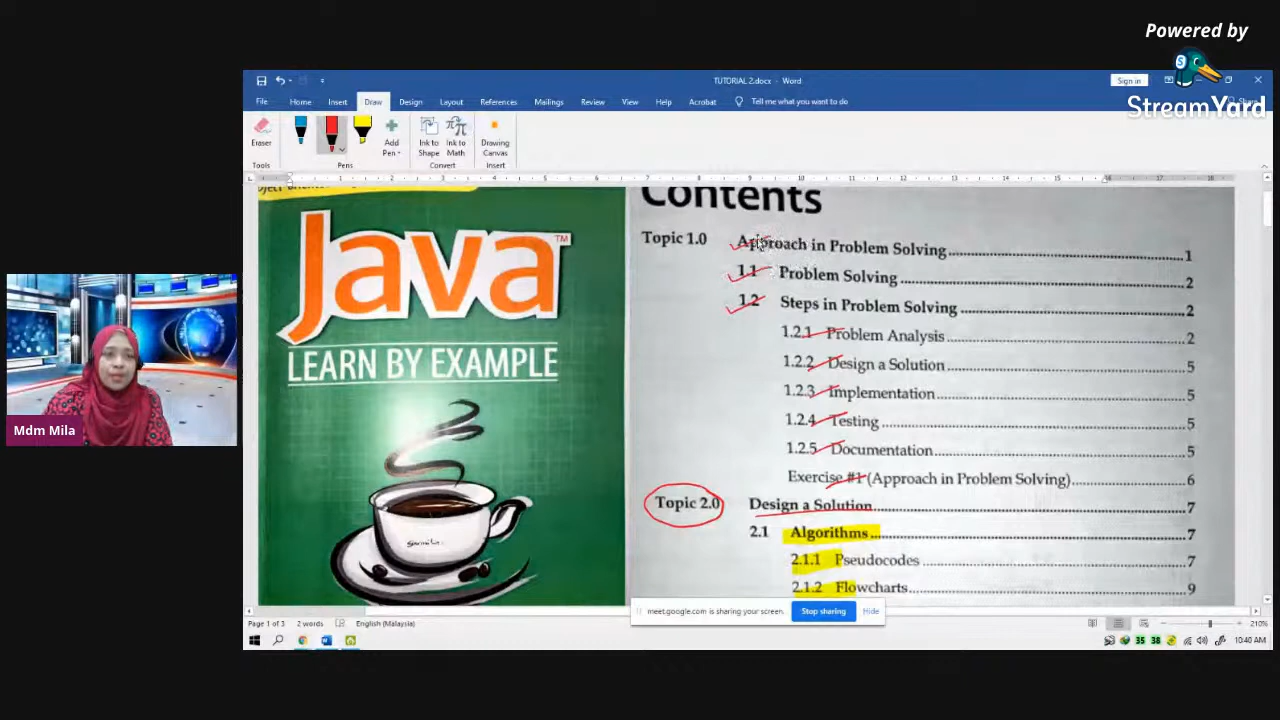 Powered by
StreamYard
TUTORIAL 2.docx - Word
Sign in
File Home Insert Draw Design Layout References Mailings Review View Help Acrobat Tell me what you want to do
Share
Eraser
Add Pen
Ink to Shape
Ink to Math
Drawing Canvas
Tools Pens Convert Insert
Contents
Java™
LEARN BY EXAMPLE
Topic 1.0 Approach in Problem Solving 1
1.1 Problem Solving 2
1.2 Steps in Problem Solving 2
1.2.1 Problem Analysis 2
1.2.2 Design a Solution 5
1.2.3 Implementation 5
1.2.4 Testing 5
1.2.5 Documentation 5
Exercise #1 (Approach in Problem Solving) 6
Topic 2.0 Design a Solution 7
2.1 Algorithms 7
2.1.1 Pseudocodes 7
2.1.2 Flowcharts 9
Mdm Mila
meet.google.com is sharing your screen. Stop sharing Hide
Page 1 of 3 2 words English (Malaysia) 210%
35 38 10:40 AM